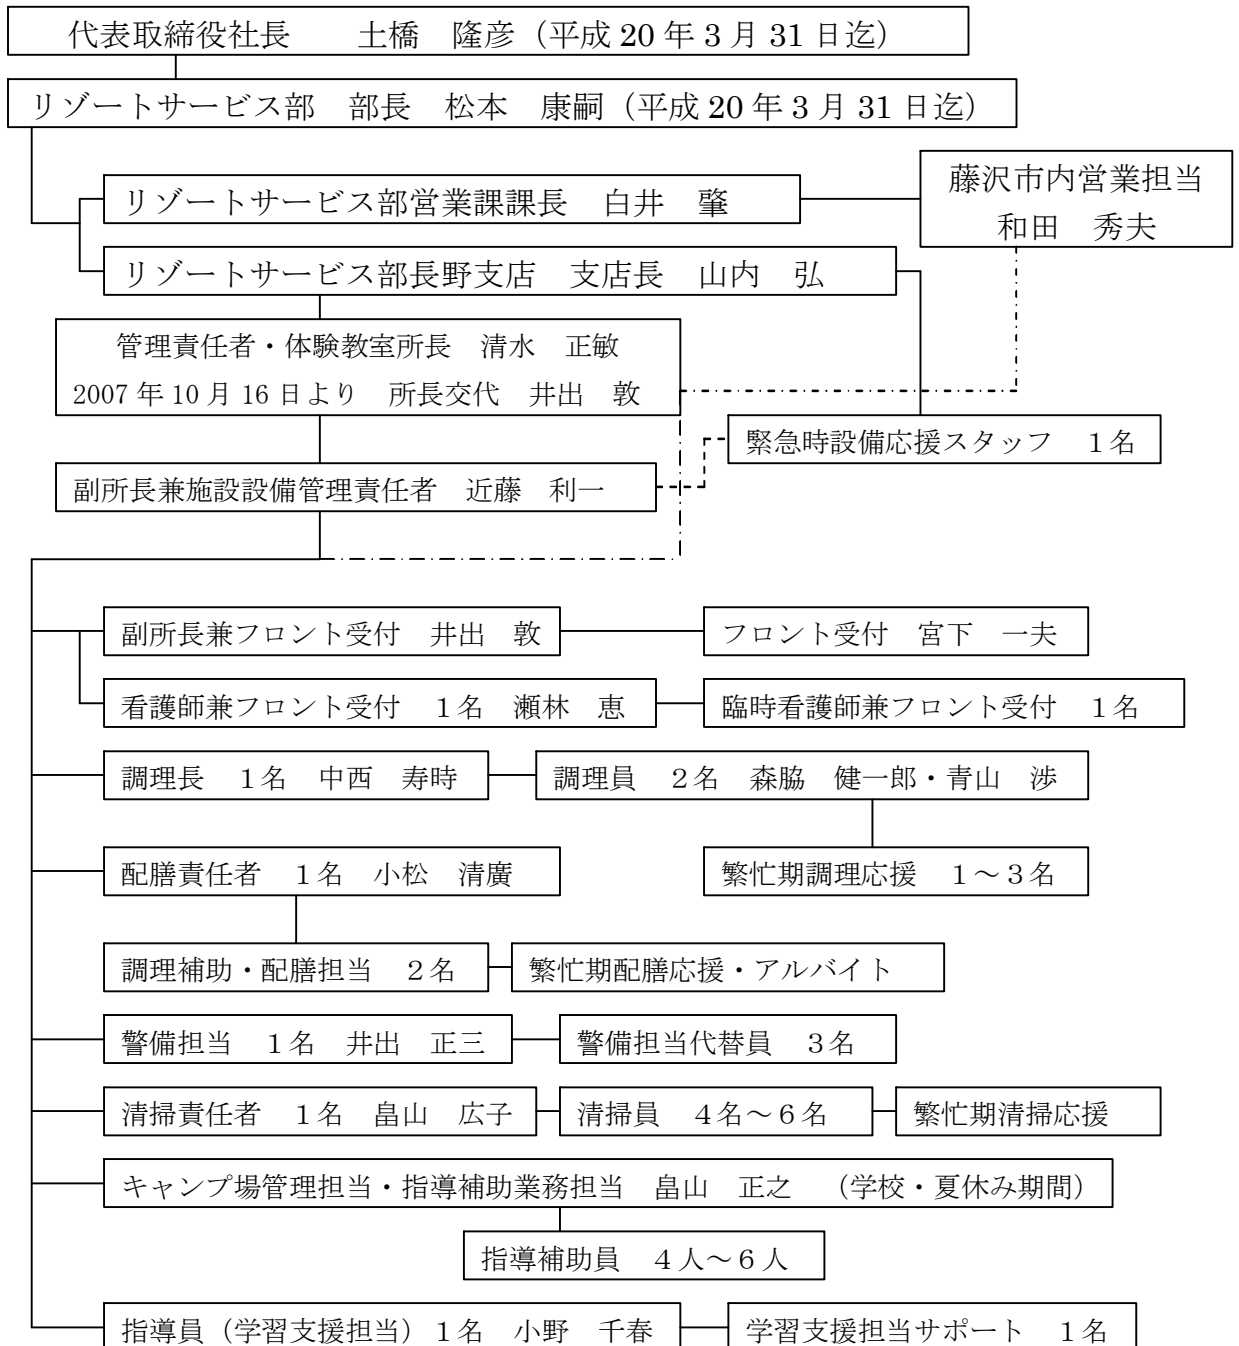 代表取締役社長　　土橋　隆彦（平成 20 年 3 月 31 日迄）
リゾートサービス部　部長　松本　康嗣（平成 20 年 3 月 31 日迄）
リゾートサービス部営業課課長　白井　肇
藤沢市内営業担当
和田　秀夫
リゾートサービス部長野支店　支店長　山内　弘
管理責任者・体験教室所長　清水　正敏
2007 年 10 月 16 日より　所長交代　井出　敦
緊急時設備応援スタッフ　１名
副所長兼施設設備管理責任者　近藤　利一
副所長兼フロント受付　井出　敦
フロント受付　宮下　一夫
看護師兼フロント受付　１名　瀬林　恵
臨時看護師兼フロント受付　１名
調理長　１名　中西　寿時
調理員　２名　森脇　健一郎・青山　渉
配膳責任者　１名　小松　清廣
繁忙期調理応援　１～３名
調理補助・配膳担当　２名
繁忙期配膳応援・アルバイト
警備担当　１名　井出　正三
警備担当代替員　３名
清掃責任者　１名　畠山　広子
清掃員　４名～６名
繁忙期清掃応援
キャンプ場管理担当・指導補助業務担当　畠山　正之　（学校・夏休み期間）
指導補助員　４人～６人
指導員（学習支援担当）１名　小野　千春
学習支援担当サポート　１名